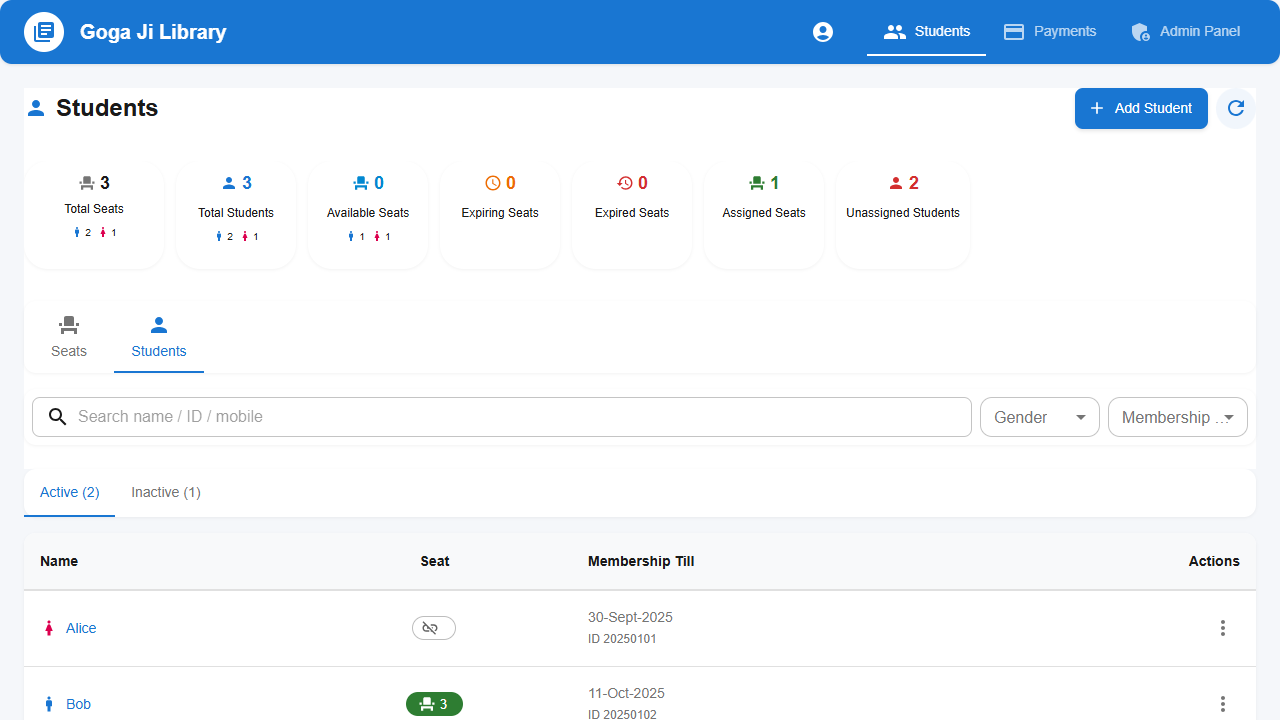 Goga Ji Library
Students
Payments
Admin Panel
Students
Add Student
3
Total Seats
2 1
3
Total Students
2 1
0
Available Seats
1 1
0
Expiring Seats
0
Expired Seats
1
Assigned Seats
2
Unassigned Students
Seats
Students
Search name / ID / mobile
Gender
Membership ...
Active (2)
Inactive (1)
Name Seat Membership Till Actions
Alice
30-Sept-2025
ID 20250101
Bob
3
11-Oct-2025
ID 20250102